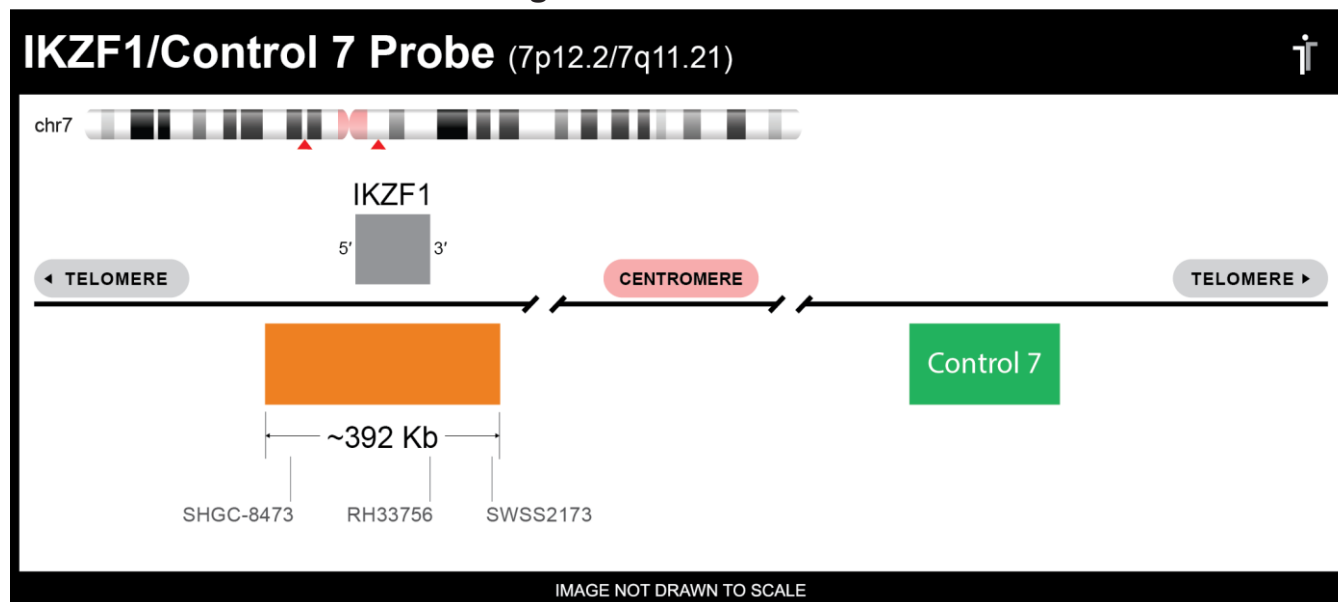 IKZF1/Control 7 Probe (7p12.2/7q11.21)
chr7
IKZF1
5′ 3′
◂ TELOMERE CENTROMERE TELOMERE ▸
Control 7
~392 Kb
SHGC-8473 RH33756 SWSS2173
IMAGE NOT DRAWN TO SCALE